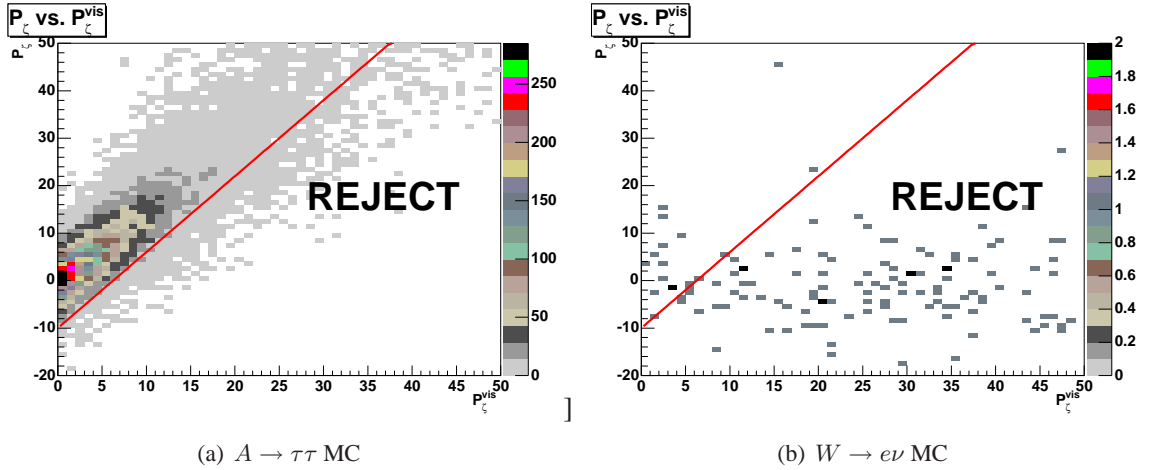 P_ζ vs. P_ζ^vis
P_ζ
50
40
30
20
10
0
-10
-20
0 5 10 15 20 25 30 35 40 45 50
P_ζ^vis
REJECT
250
200
150
100
50
0
]
(a) A → ττ MC
P_ζ vs. P_ζ^vis
P_ζ
50
40
30
20
10
0
-10
-20
0 5 10 15 20 25 30 35 40 45 50
P_ζ^vis
REJECT
2
1.8
1.6
1.4
1.2
1
0.8
0.6
0.4
0.2
0
(b) W → eν MC